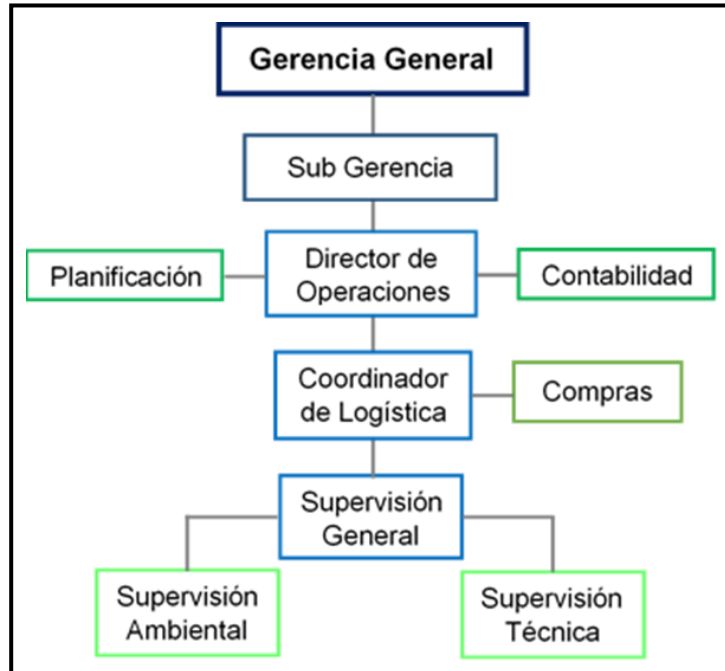 Gerencia General
Sub Gerencia
Planificación
Director de
Operaciones
Contabilidad
Coordinador
de Logística
Compras
Supervisión
General
Supervisión
Ambiental
Supervisión
Técnica